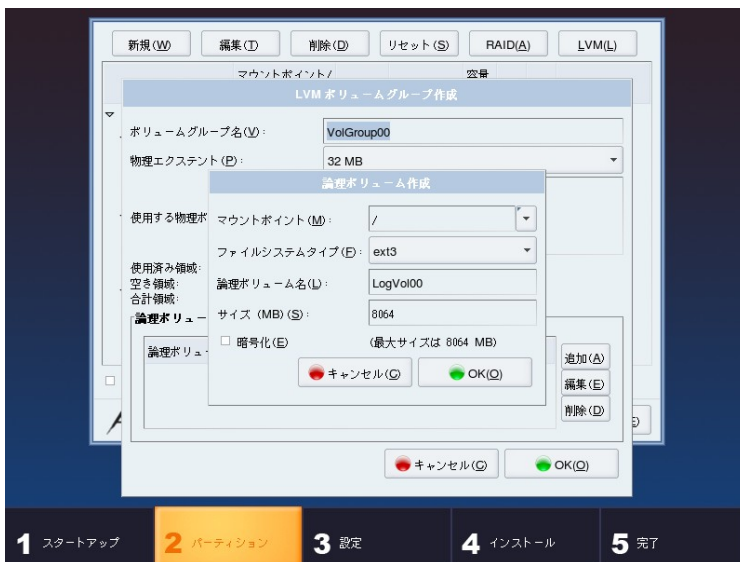 新規(W) 編集(T) 削除(D) リセット(S) RAID(A) LVM(L)
マウントポイント/ 容量
LVM ボリュームグループ作成
ボリュームグループ名(V): VolGroup00
物理エクステント(P): 32 MB
論理ボリューム作成
使用する物理ボ
マウントポイント(M): /
ファイルシステムタイプ(F): ext3
使用済み領域:
空き領域:
合計領域:
論理ボリューム名(L): LogVol00
サイズ (MB)(S): 8064
論理ボリュー
暗号化(E) (最大サイズは 8064 MB)
論理ボリュー
キャンセル(C) OK(O)
追加(A)
編集(E)
削除(D)
キャンセル(C) OK(O)
1 スタートアップ 2 パーティション 3 設定 4 インストール 5 完了